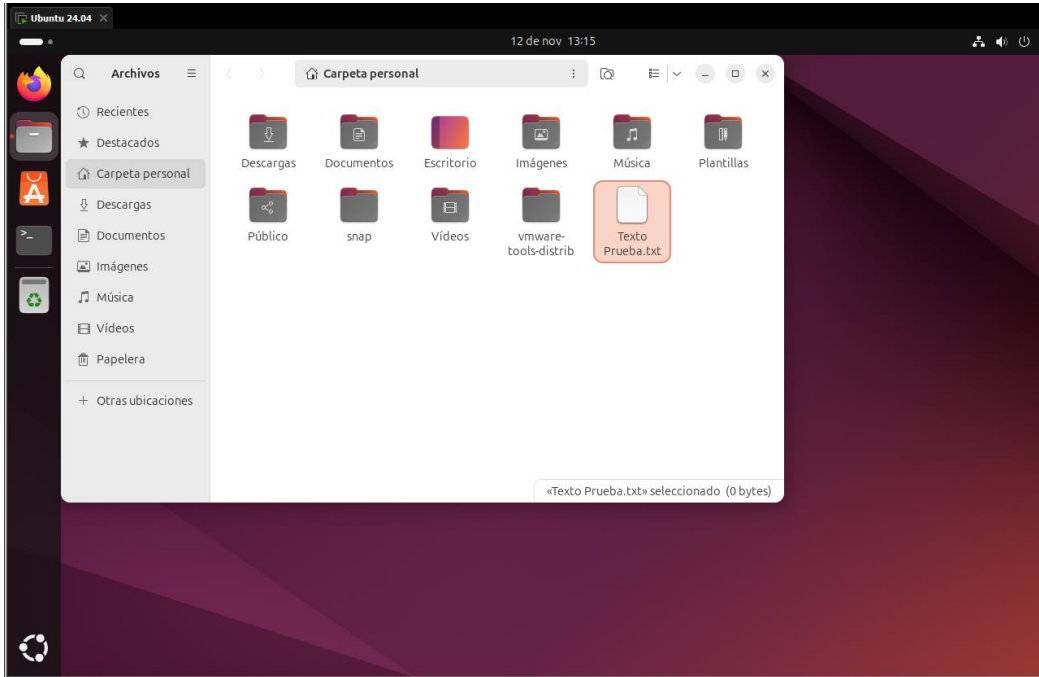 Ubuntu 24.04
12 de nov 13:15
Archivos
Carpeta personal
Recientes
Destacados
Carpeta personal
Descargas
Documentos
Imágenes
Música
Vídeos
Papelera
Otras ubicaciones
Descargas
Documentos
Escritorio
Imágenes
Música
Plantillas
Público
snap
Vídeos
vmware-
tools-distrib
Texto
Prueba.txt
«Texto Prueba.txt» seleccionado (0 bytes)